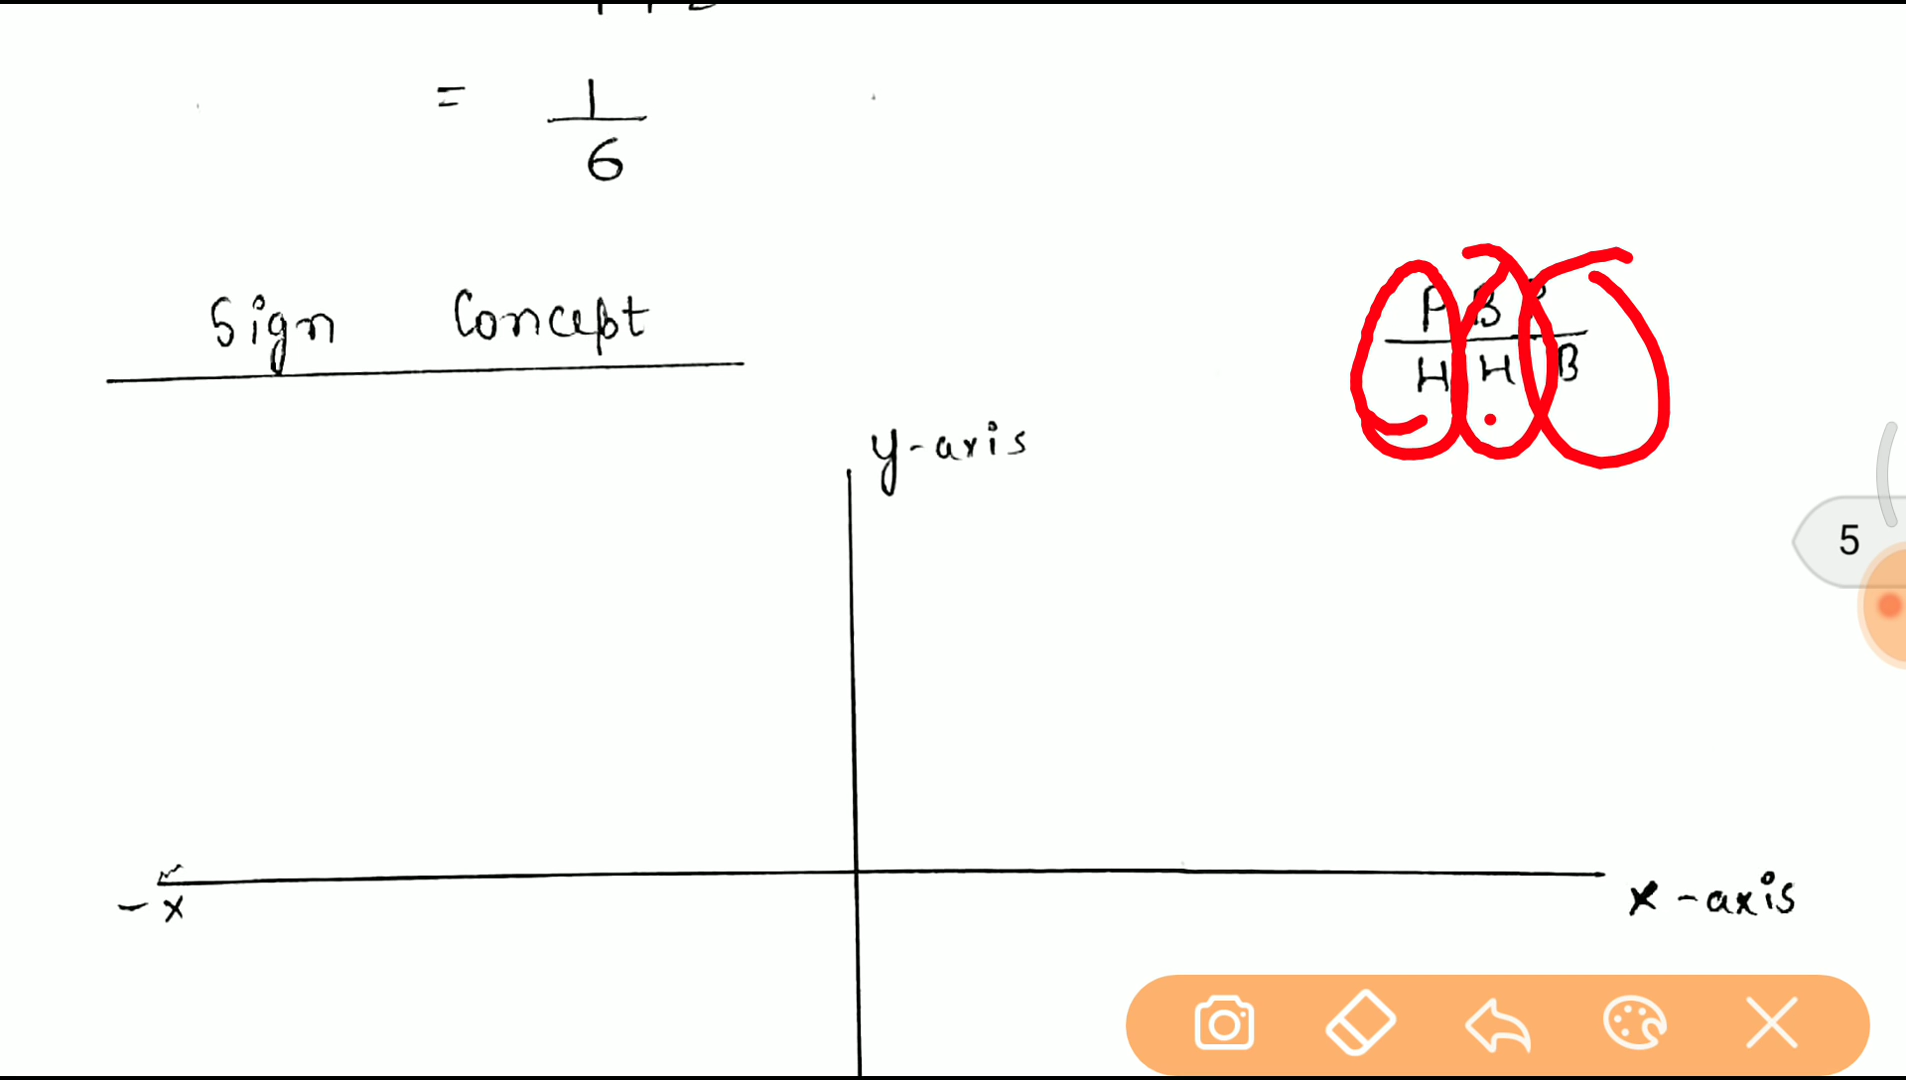 = 1
6
Sign Concept
P B P
H H B
y-axis
5
-x
x-axis